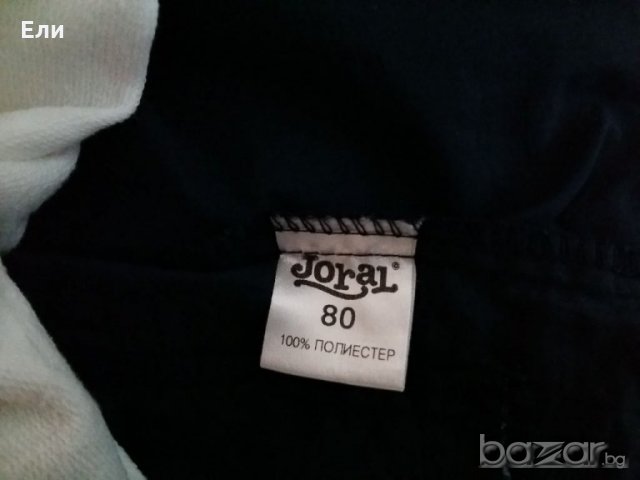 Ели
Joral®
80
100% ПОЛИЕСТЕР
bazar.bg